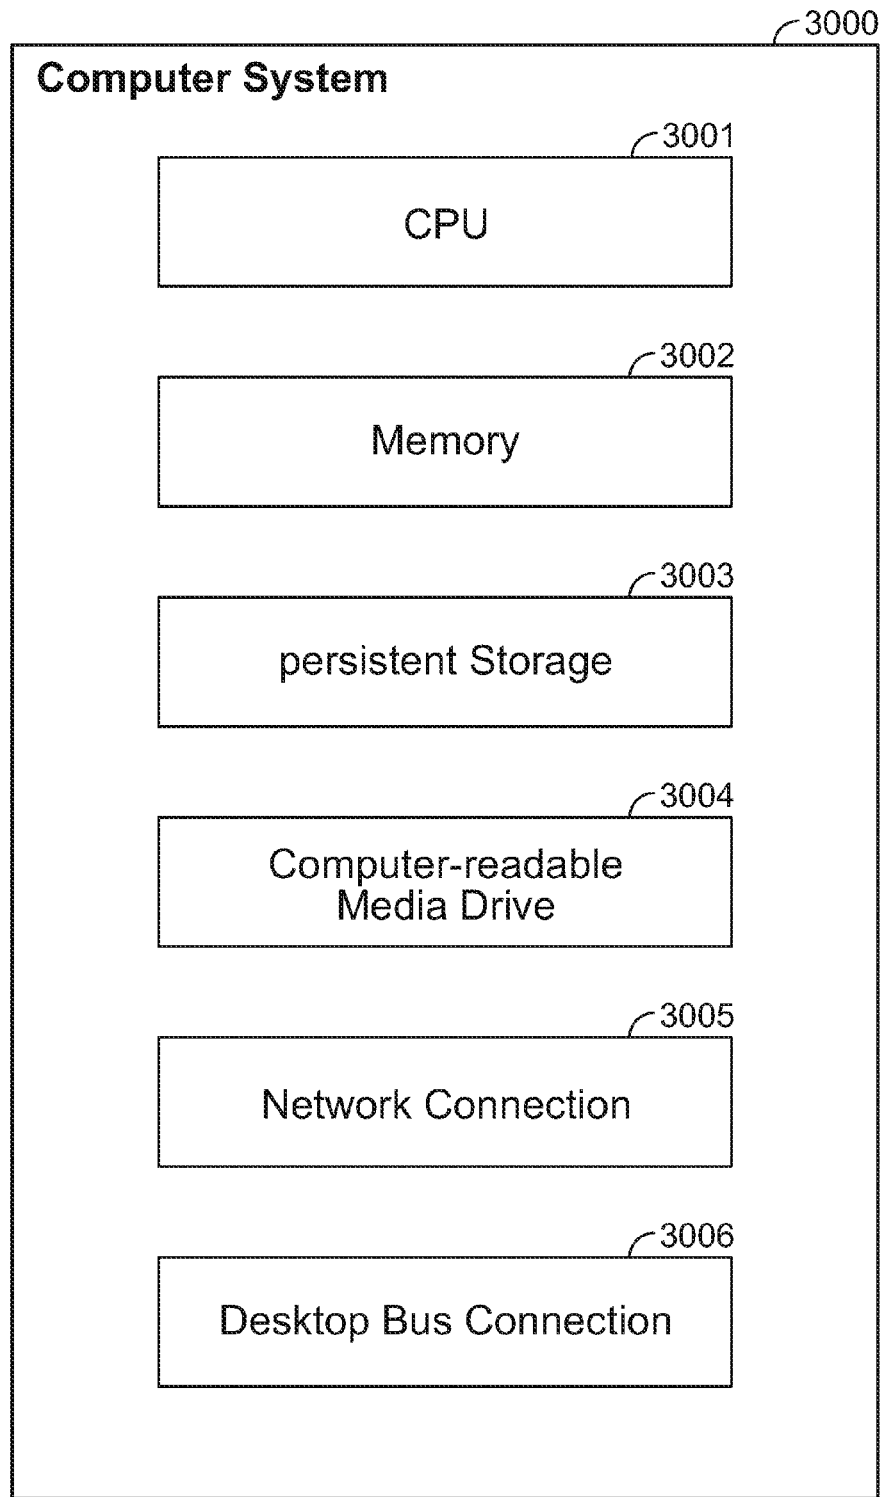 3000
Computer System
3001
CPU
3002
Memory
3003
persistent Storage
3004
Computer-readable
Media Drive
3005
Network Connection
3006
Desktop Bus Connection